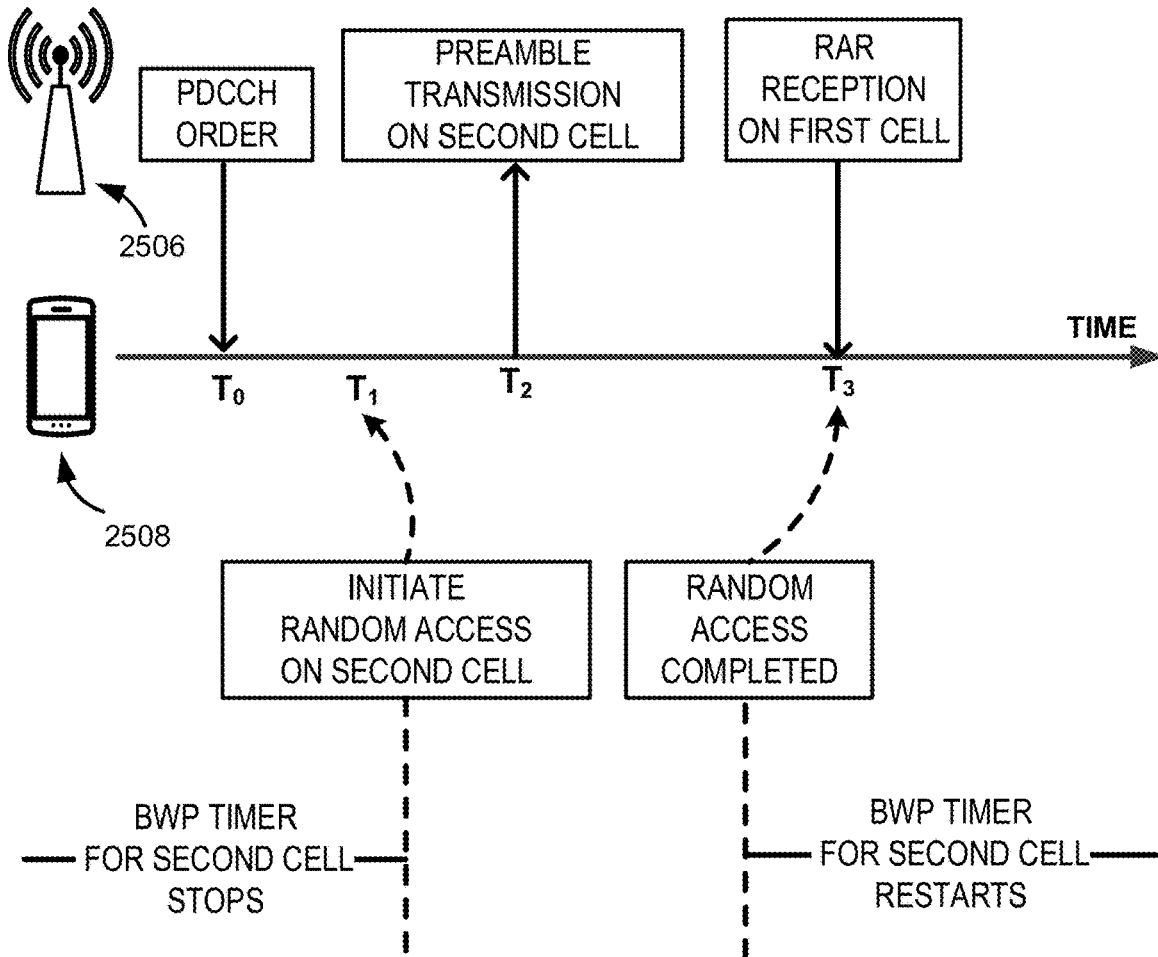 PDCCH
ORDER
PREAMBLE
TRANSMISSION
ON SECOND CELL
RAR
RECEPTION
ON FIRST CELL
2506
TIME
T₀
T₁
T₂
T₃
2508
INITIATE
RANDOM ACCESS
ON SECOND CELL
RANDOM
ACCESS
COMPLETED
BWP TIMER
FOR SECOND CELL
STOPS
BWP TIMER
FOR SECOND CELL
RESTARTS